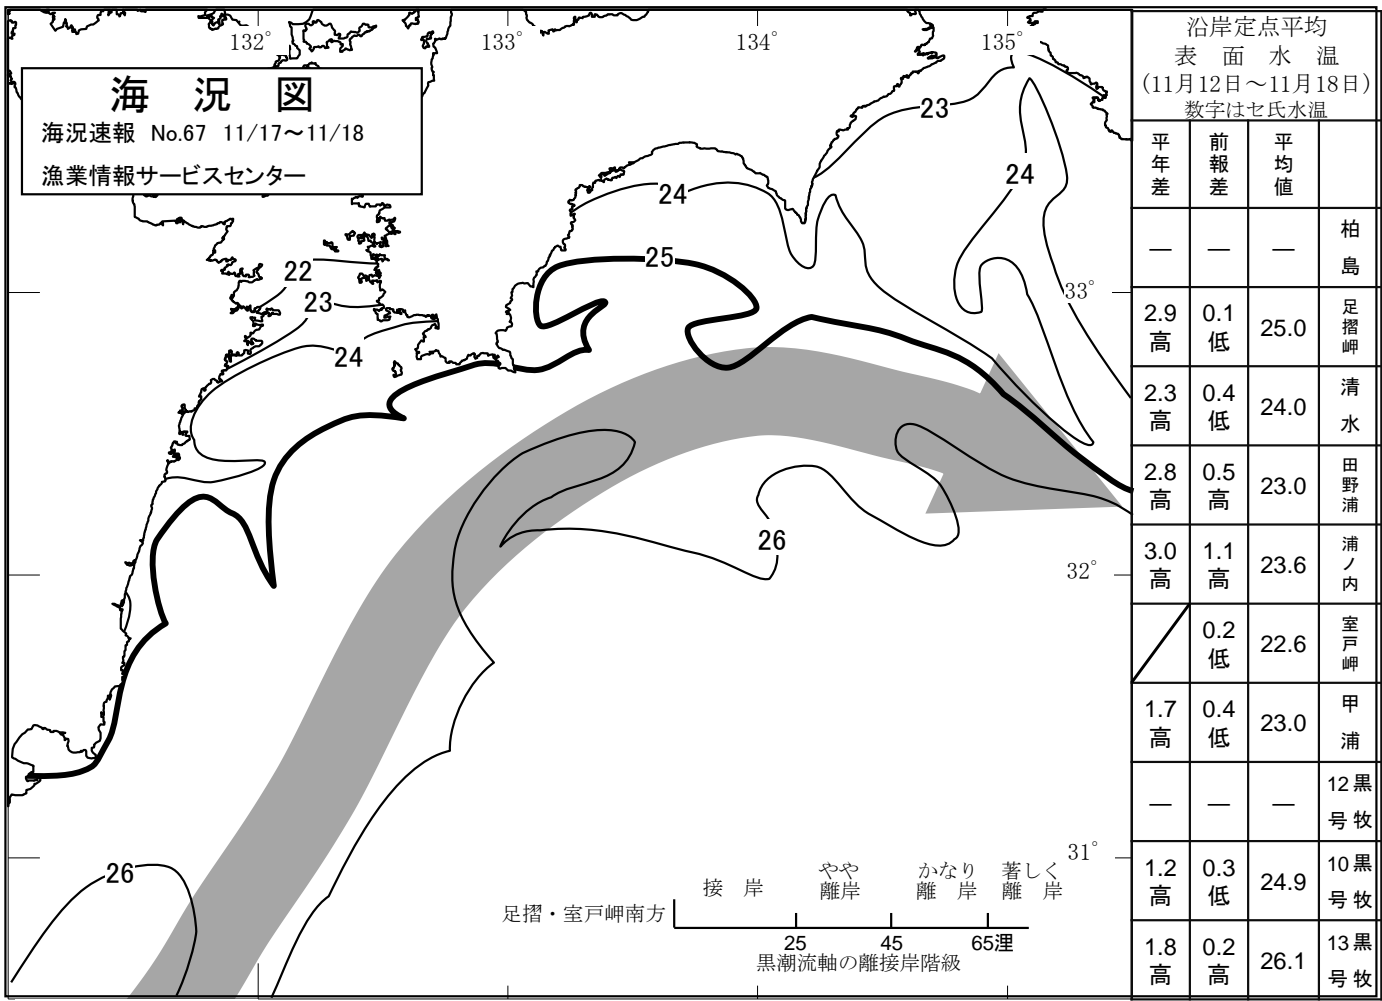 海 況 図
海況速報 No.67 11/17～11/18
漁業情報サービスセンター
132°
133°
134°
135°
23
24
24
25
22
23
24
33°
26
32°
31°
26
接 岸
やや
離岸
かなり
離 岸
著しく
離 岸
足摺・室戸岬南方
25
45
65浬
黒潮流軸の離接岸階級
沿岸定点平均
表 面 水 温
(11月12日～11月18日)
数字はセ氏水温
平年差 前報差 平均値
— — — 柏島
2.9高 0.1低 25.0 足摺岬
2.3高 0.4低 24.0 清水
2.8高 0.5高 23.0 田野浦
3.0高 1.1高 23.6 浦ノ内
0.2低 22.6 室戸岬
1.7高 0.4低 23.0 甲浦
— — — 黒牧12号
1.2高 0.3低 24.9 黒牧10号
1.8高 0.2高 26.1 黒牧13号